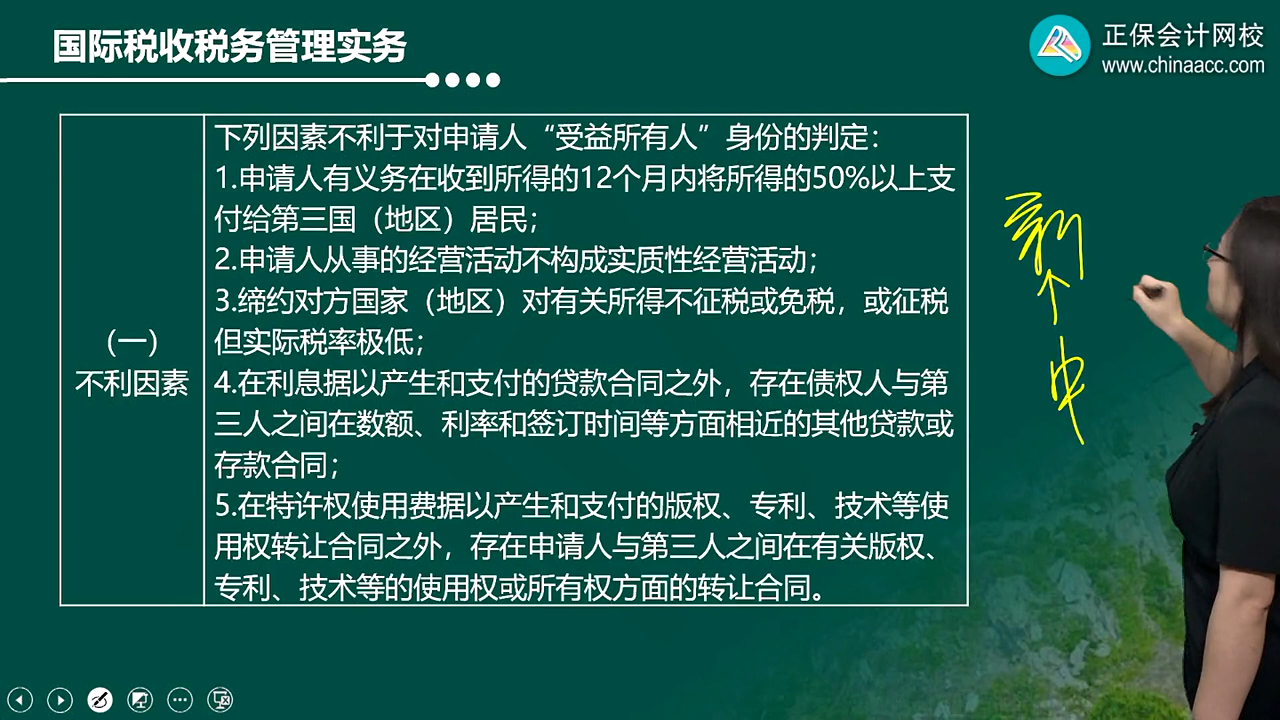 国际税收税务管理实务
正保会计网校
www.chinaacc.com
下列因素不利于对申请人“受益所有人”身份的判定：
1.申请人有义务在收到所得的12个月内将所得的50%以上支
付给第三国（地区）居民；
2.申请人从事的经营活动不构成实质性经营活动；
3.缔约对方国家（地区）对有关所得不征税或免税，或征税
但实际税率极低；
（一）
不利因素
4.在利息据以产生和支付的贷款合同之外，存在债权人与第
三人之间在数额、利率和签订时间等方面相近的其他贷款或
存款合同；
5.在特许权使用费据以产生和支付的版权、专利、技术等使
用权转让合同之外，存在申请人与第三人之间在有关版权、
专利、技术等的使用权或所有权方面的转让合同。
中